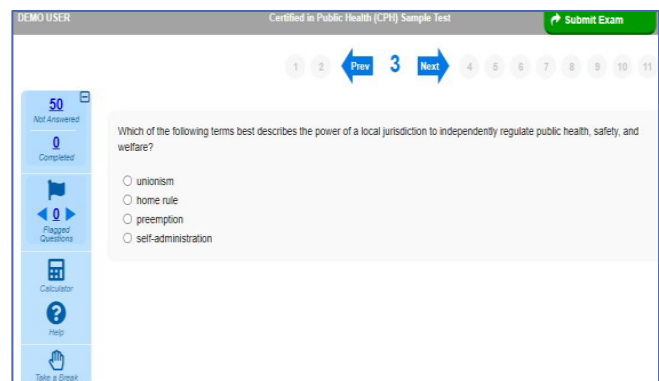 DEMO USER
Certified in Public Health (CPH) Sample Test
Submit Exam
1 2 Prev 3 Next 4 5 6 7 8 9 10 11
50
Not Answered
0
Completed
0
Flagged
Questions
Calculator
Help
Take a Break
Which of the following terms best describes the power of a local jurisdiction to independently regulate public health, safety, and
welfare?
unionism
home rule
preemption
self-administration